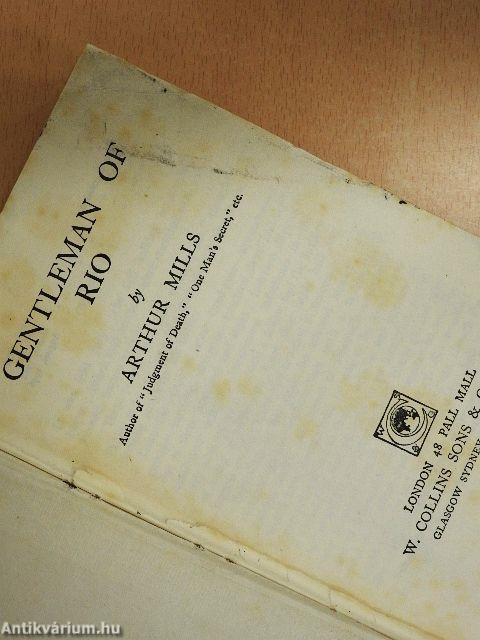 GENTLEMAN OF
RIO
by
ARTHUR MILLS
Author of "Judgment of Death," "One Man's Secret," etc.
LONDON 48 PALL MALL
W. COLLINS SONS &
GLASGOW SYDNEY
Antikvárium.hu